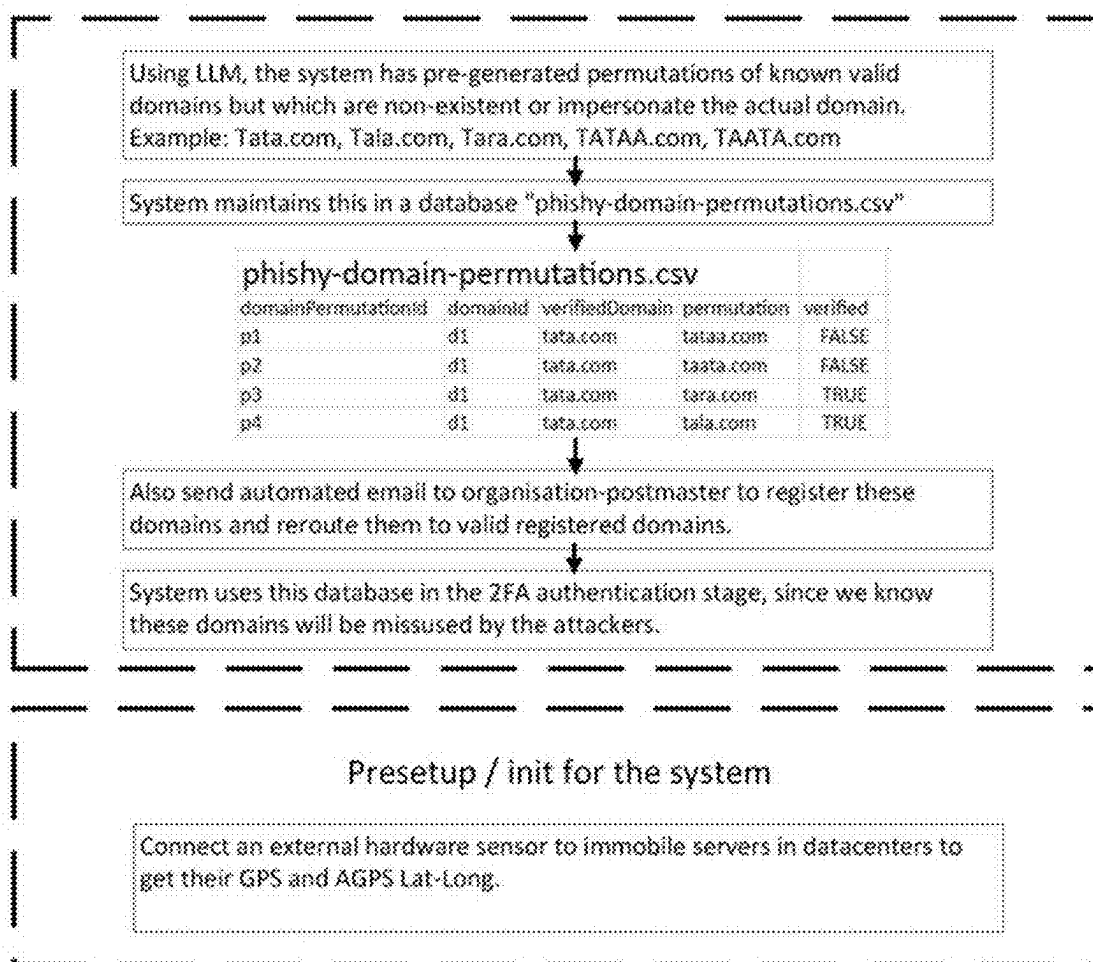 Using LLM, the system has pre-generated permutations of known valid
domains but which are non-existent or impersonate the actual domain.
Example: Tata.com, Tala.com, Tara.com, TATAA.com, TAATA.com
System maintains this in a database "phishy-domain-permutations.csv"
phishy-domain-permutations.csv
domainPermutationId domainId verifiedDomain permutation verified
p1 d1 tata.com tataa.com FALSE
p2 d1 tata.com taata.com FALSE
p3 d1 tata.com tara.com TRUE
p4 d1 tata.com tala.com TRUE
Also send automated email to organisation-postmaster to register these
domains and reroute them to valid registered domains.
System uses this database in the 2FA authentication stage, since we know
these domains will be missused by the attackers.
Presetup / init for the system
Connect an external hardware sensor to immobile servers in datacenters to
get their GPS and AGPS Lat-Long.